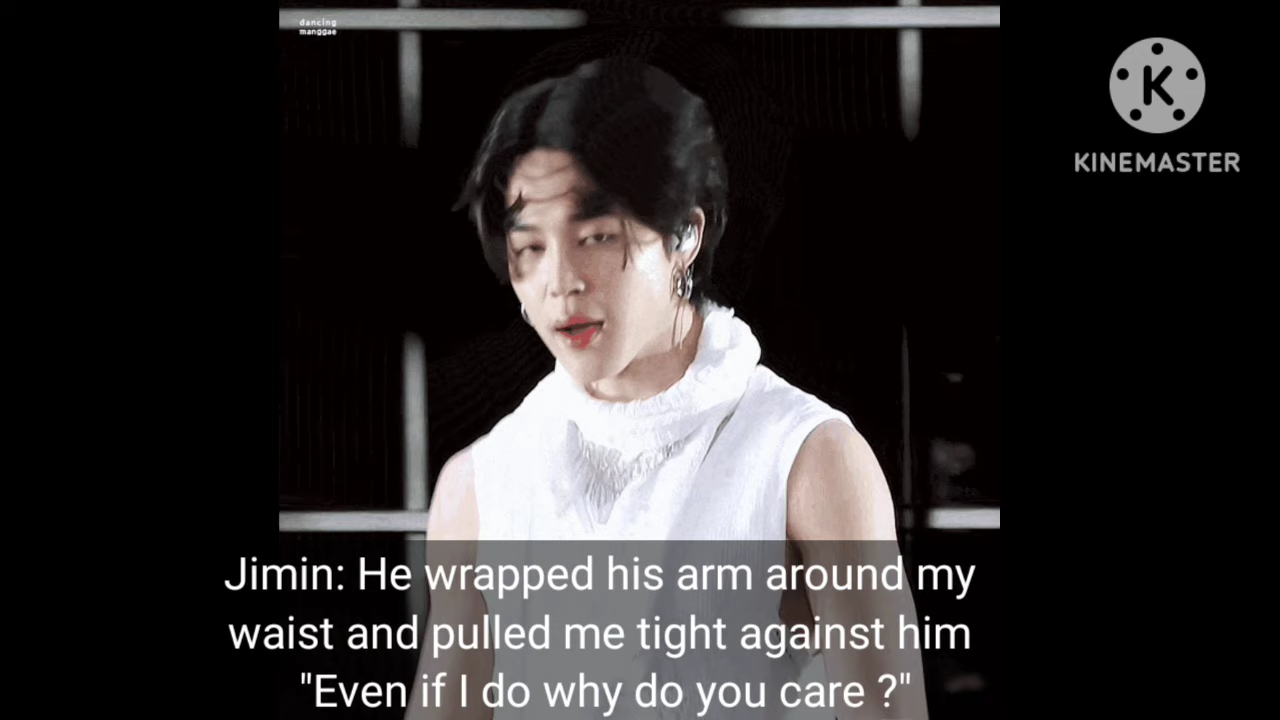 dancing
manggae
KINEMASTER
Jimin: He wrapped his arm around my
waist and pulled me tight against him
"Even if I do why do you care ?"